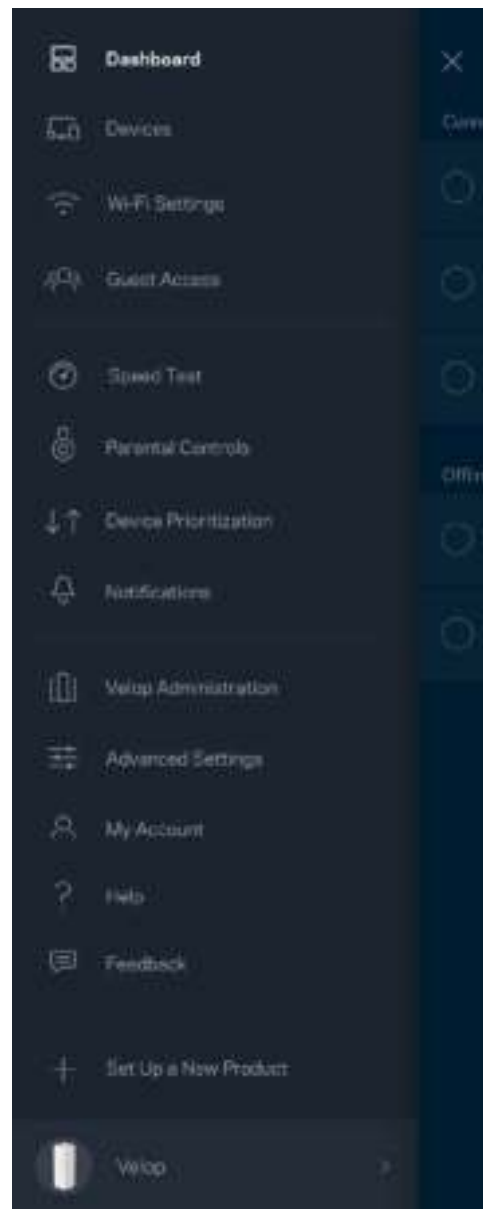 Dashboard
Devices
Wi-Fi Settings
Guest Access
Speed Test
Parental Controls
Device Prioritization
Notifications
Velop Administration
Advanced Settings
My Account
Help
Feedback
Set Up a New Product
Velop